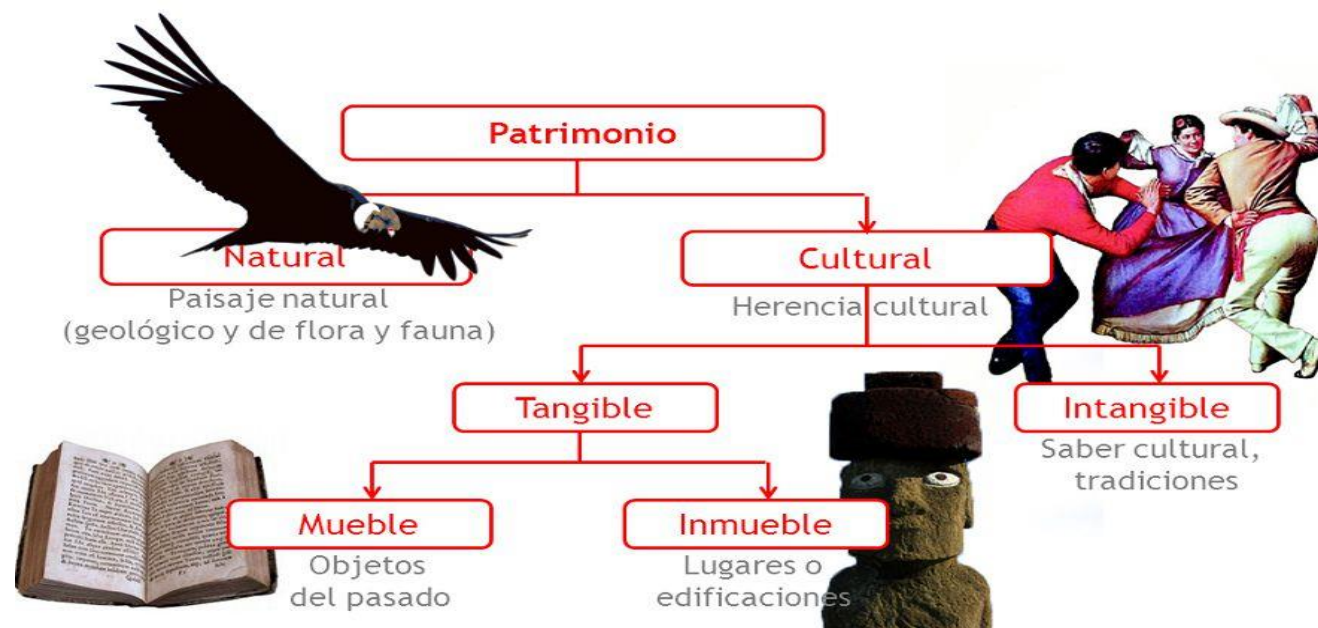 Patrimonio
Natural
Paisaje natural
(geológico y de flora y fauna)
Cultural
Herencia cultural
Tangible
Intangible
Saber cultural,
tradiciones
Mueble
Objetos
del pasado
Inmueble
Lugares o
edificaciones